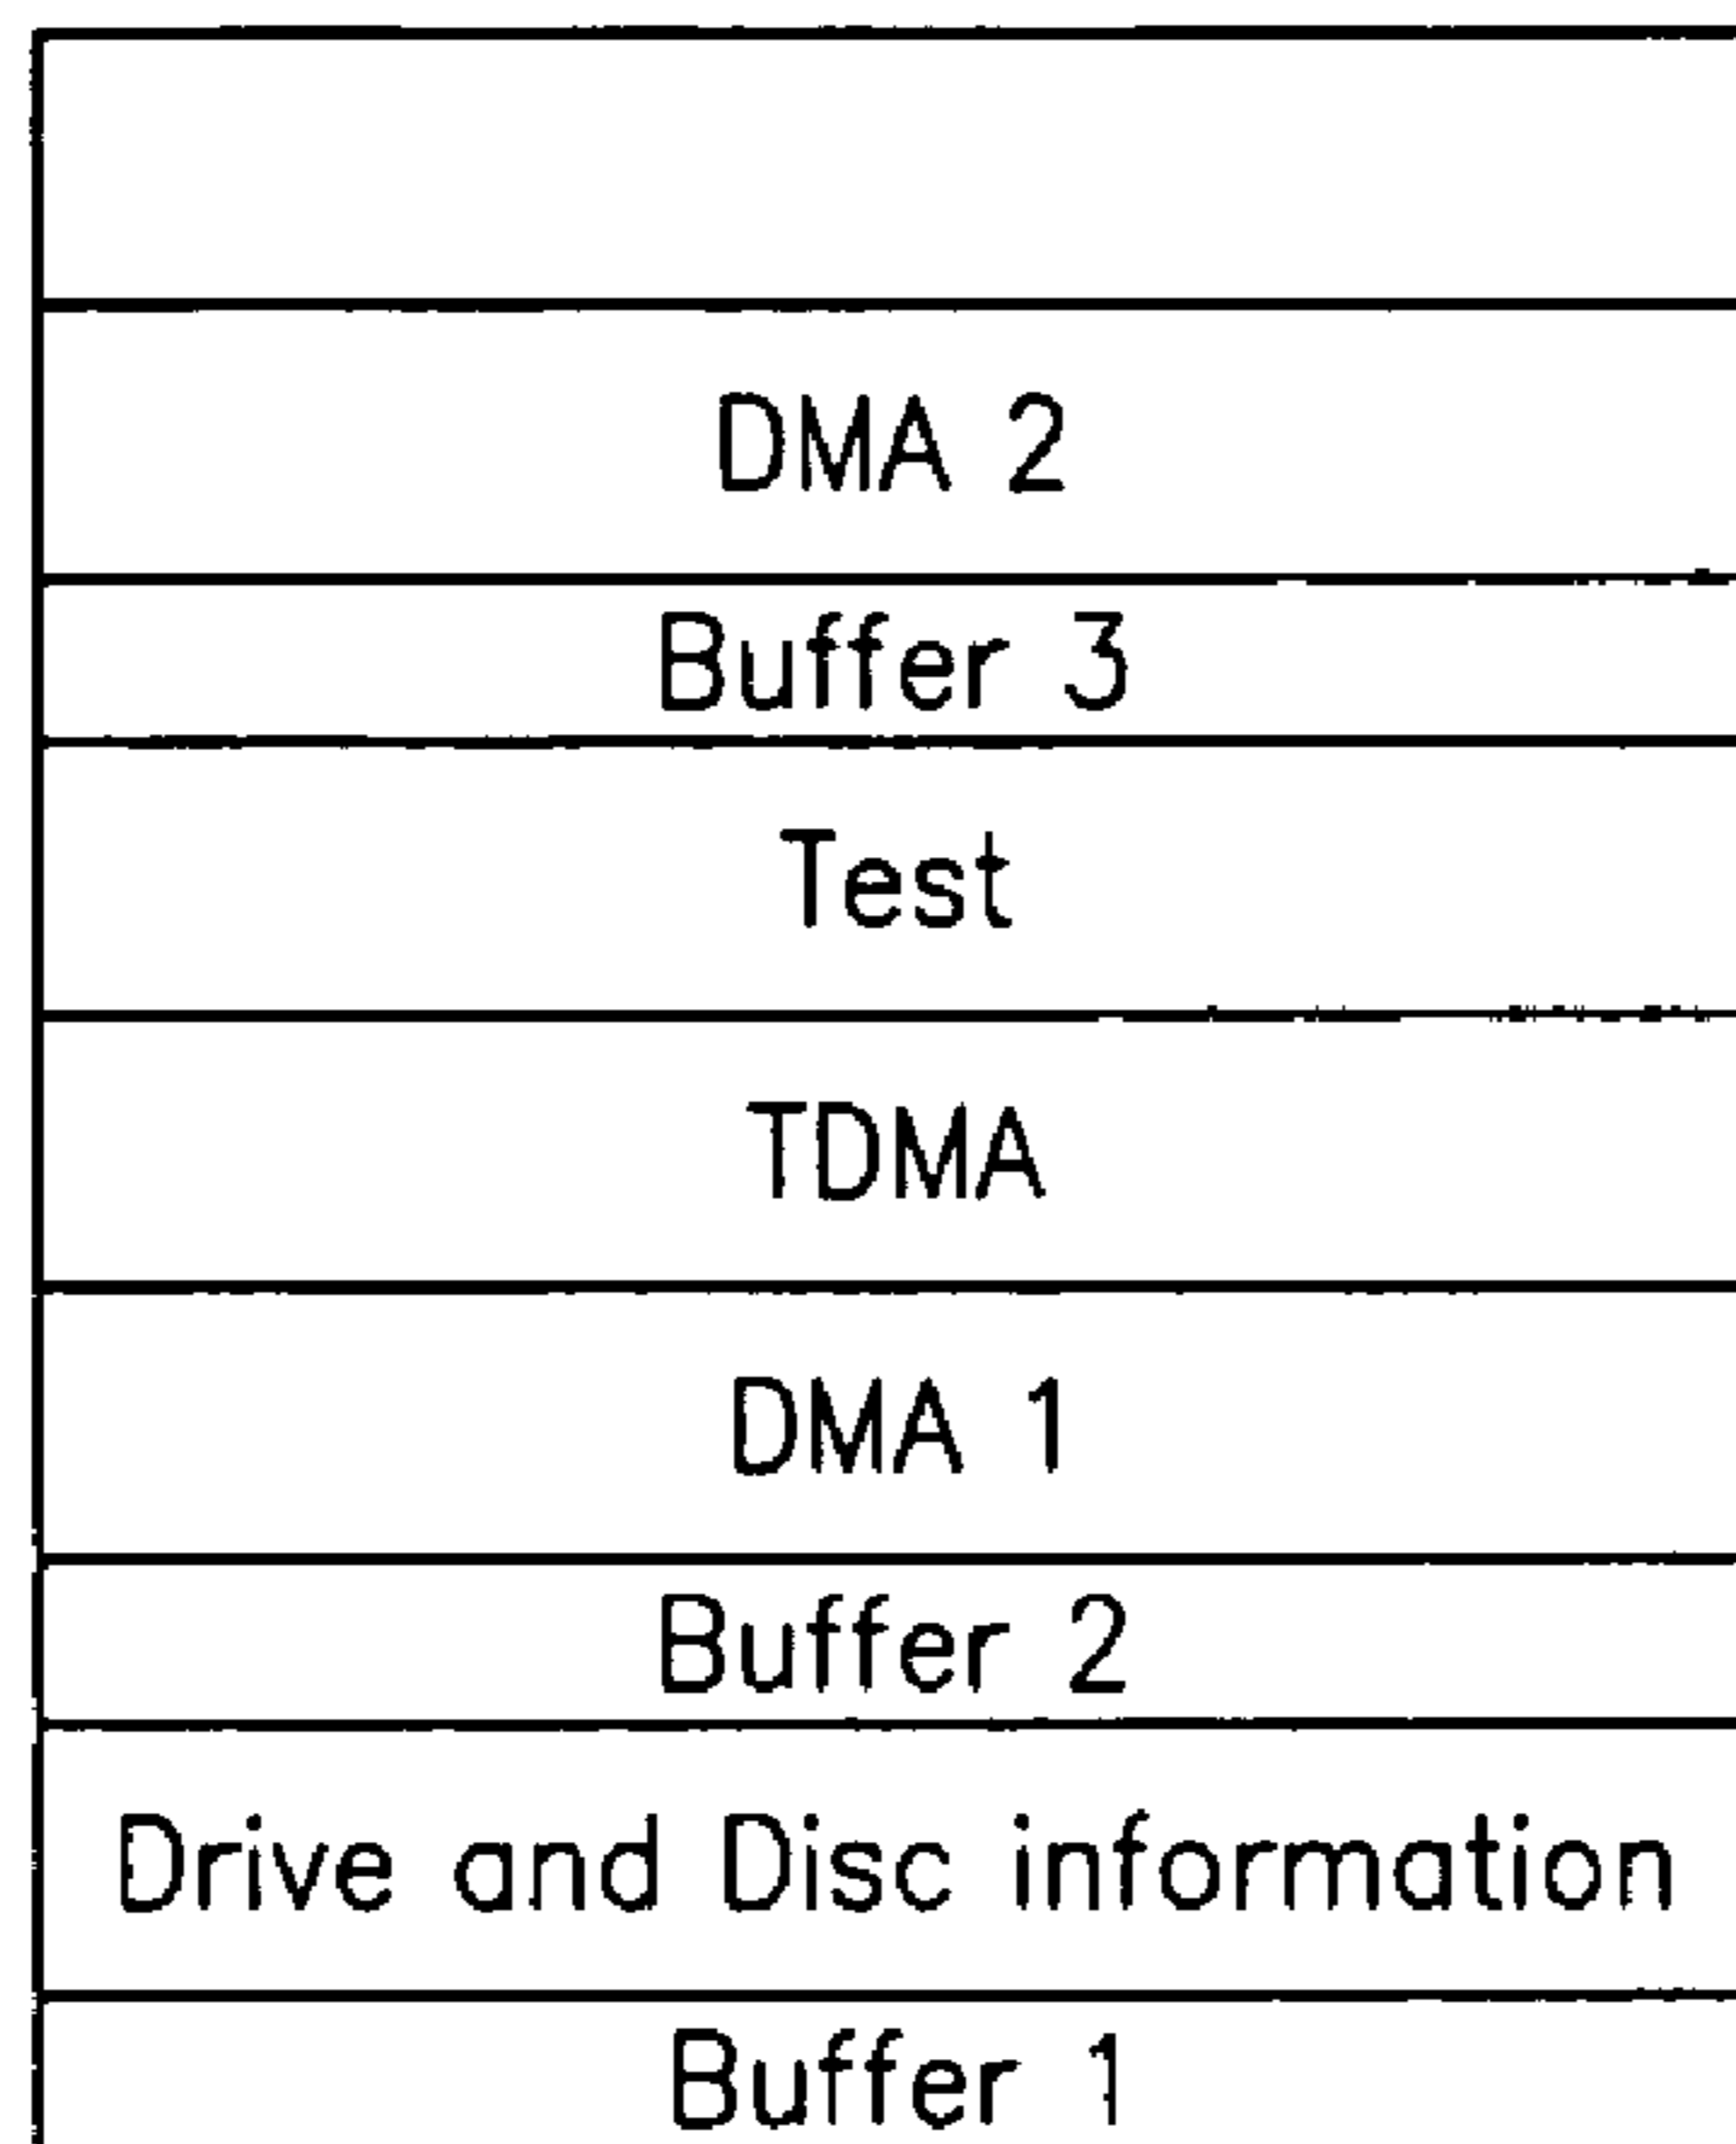 DMA 2
Buffer 3
Test
TDMA
DMA 1
Buffer 2
Drive and Disc information
Buffer 1